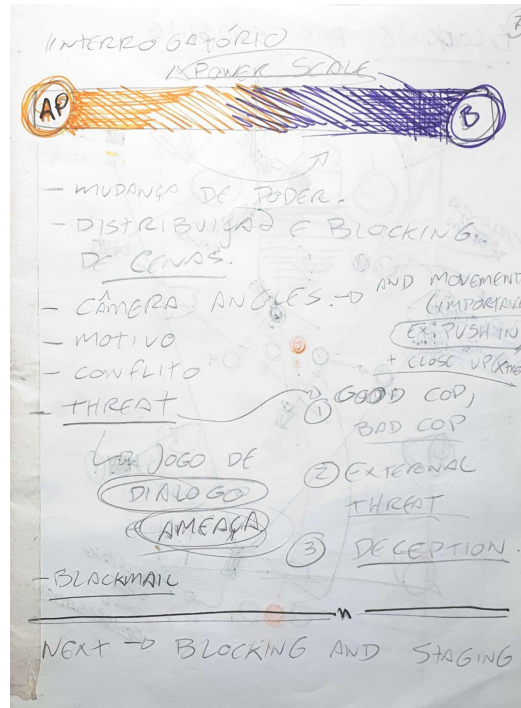 INTERROGATÓRIO
POWER SCALE
AP
B
- MUDANÇA DE PODER.
- DISTRIBUIÇÃO E BLOCKING
DE CENAS.
- CÂMERA ANGLES. → AND MOVEMENT
(IMPORTAN
EX: PUSH IN
+ CLOSE UP
- MOTIVO
- CONFLITO
- THREAT
① GOOD COP,
BAD COP
↳ JOGO DE
DIALOGO
E AMEAÇA
② EXTERNAL
THREAT
③ DECEPTION
- BLACKMAIL
NEXT → BLOCKING AND STAGING